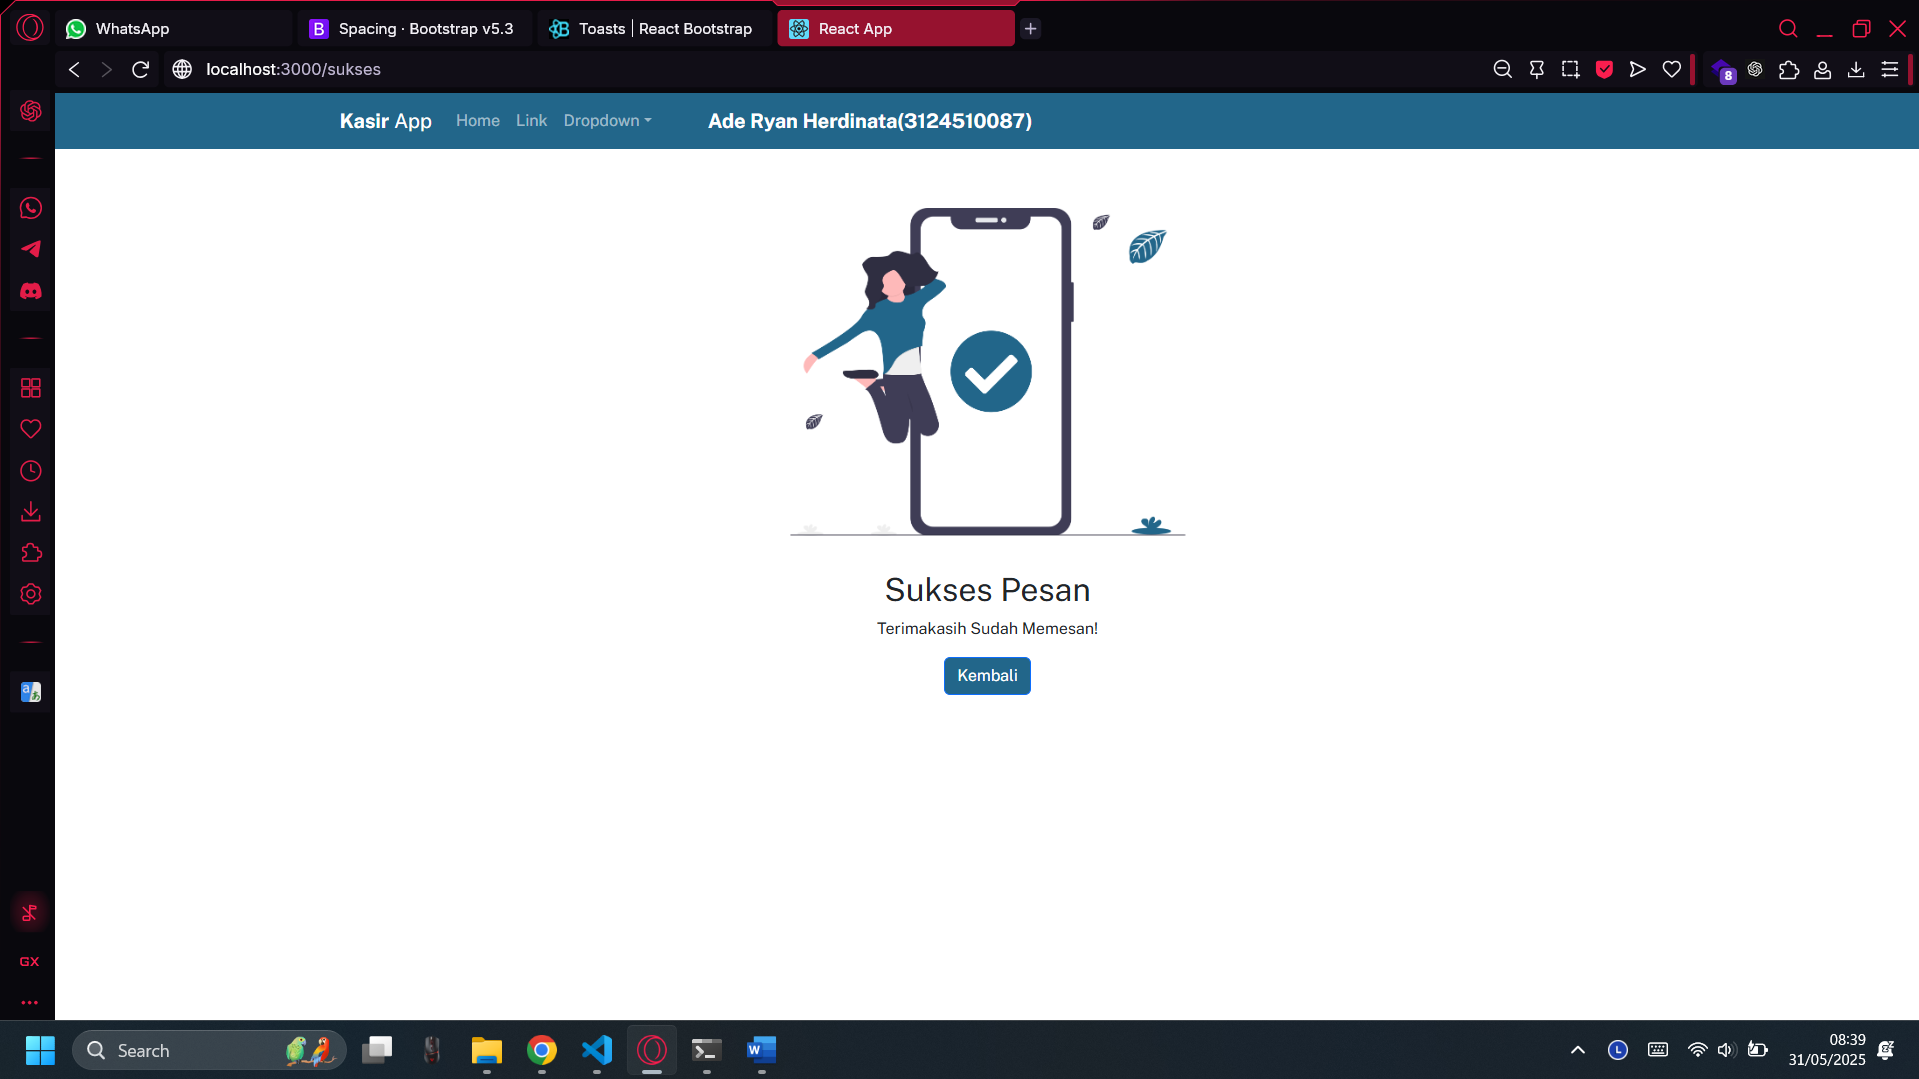 WhatsApp
B Spacing · Bootstrap v5.3
Toasts | React Bootstrap
React App
localhost:3000/sukses
8
Kasir App Home Link Dropdown Ade Ryan Herdinata(3124510087)
Sukses Pesan
Terimakasih Sudah Memesan!
Kembali
GX
Search
W
L
08:39
31/05/2025